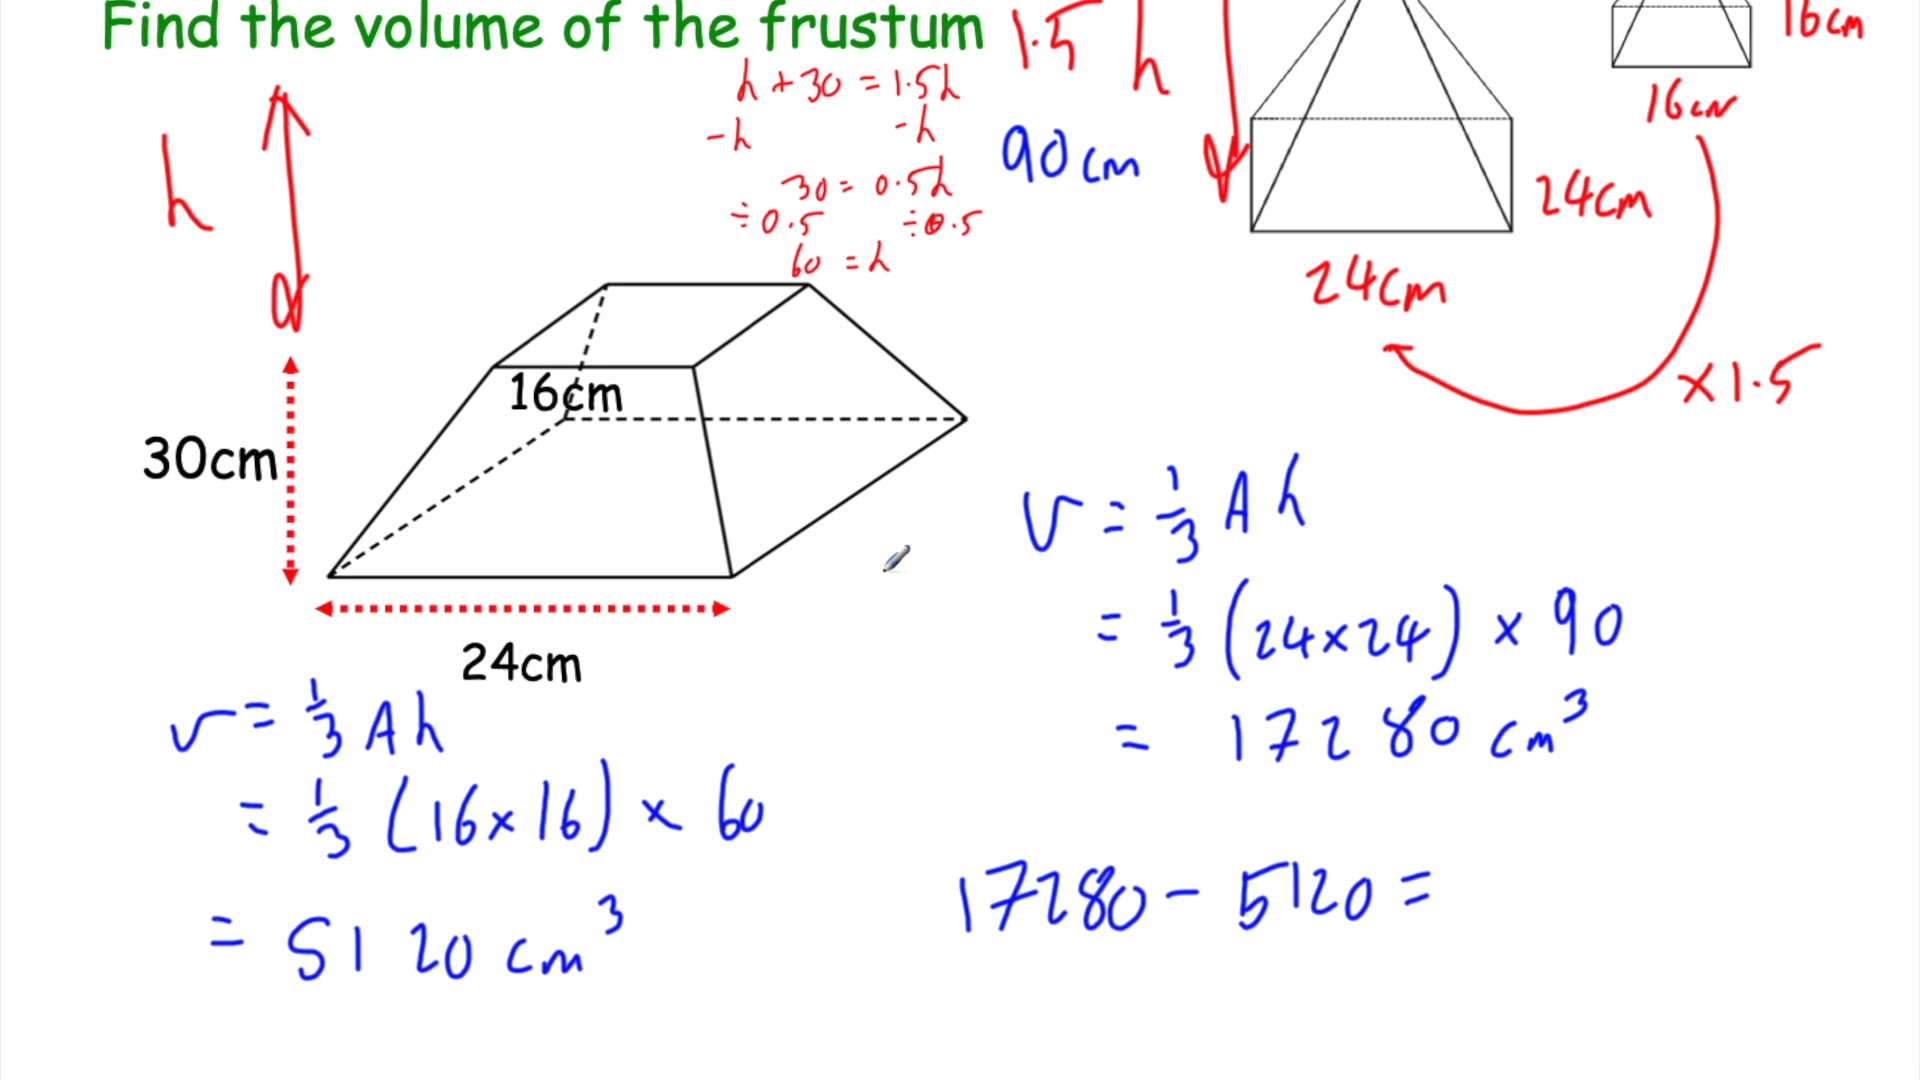 Find the volume of the frustum
h + 30 = 1.5h
-h -h
30 = 0.5h
÷0.5 ÷0.5
60 = h
h
1.5 h
90cm
16cm
16cm
24cm
24cm
×1.5
16cm
30cm
24cm
V = 1/3 A h
= 1/3 (16×16) × 60
= 5120 cm³
V = 1/3 A h
= 1/3 (24×24) × 90
= 17280 cm³
17280 - 5120 =